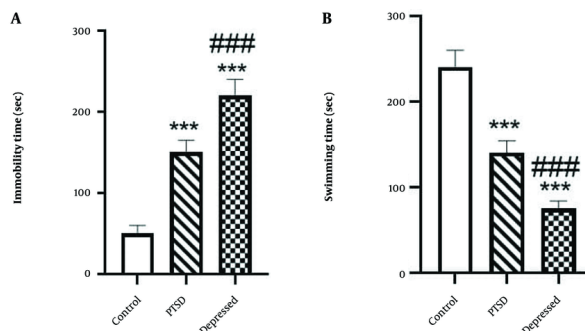 A
Immobility time (sec)
300
200
100
0
***
###
***
Control
PTSD
Depressed
B
Swimming time (sec)
300
200
100
0
***
###
***
Control
PTSD
Depressed